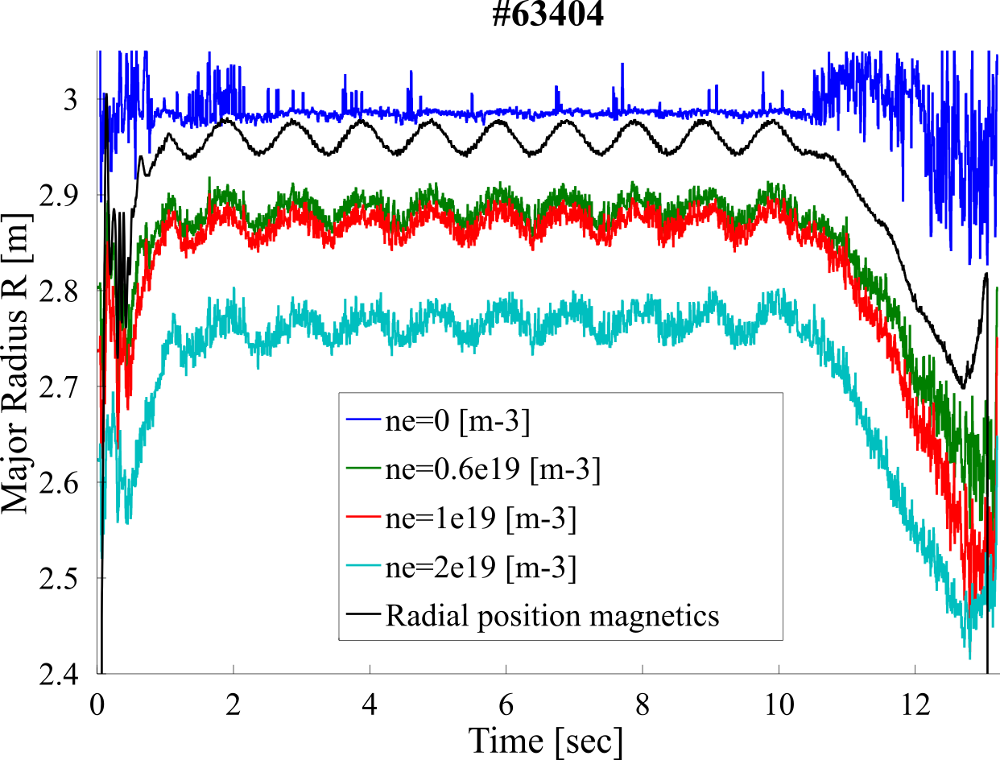 #63404
Major Radius R [m]
3
2.9
2.8
2.7
2.6
2.5
2.4
ne=0 [m-3]
ne=0.6e19 [m-3]
ne=1e19 [m-3]
ne=2e19 [m-3]
Radial position magnetics
0 2 4 6 8 10 12
Time [sec]